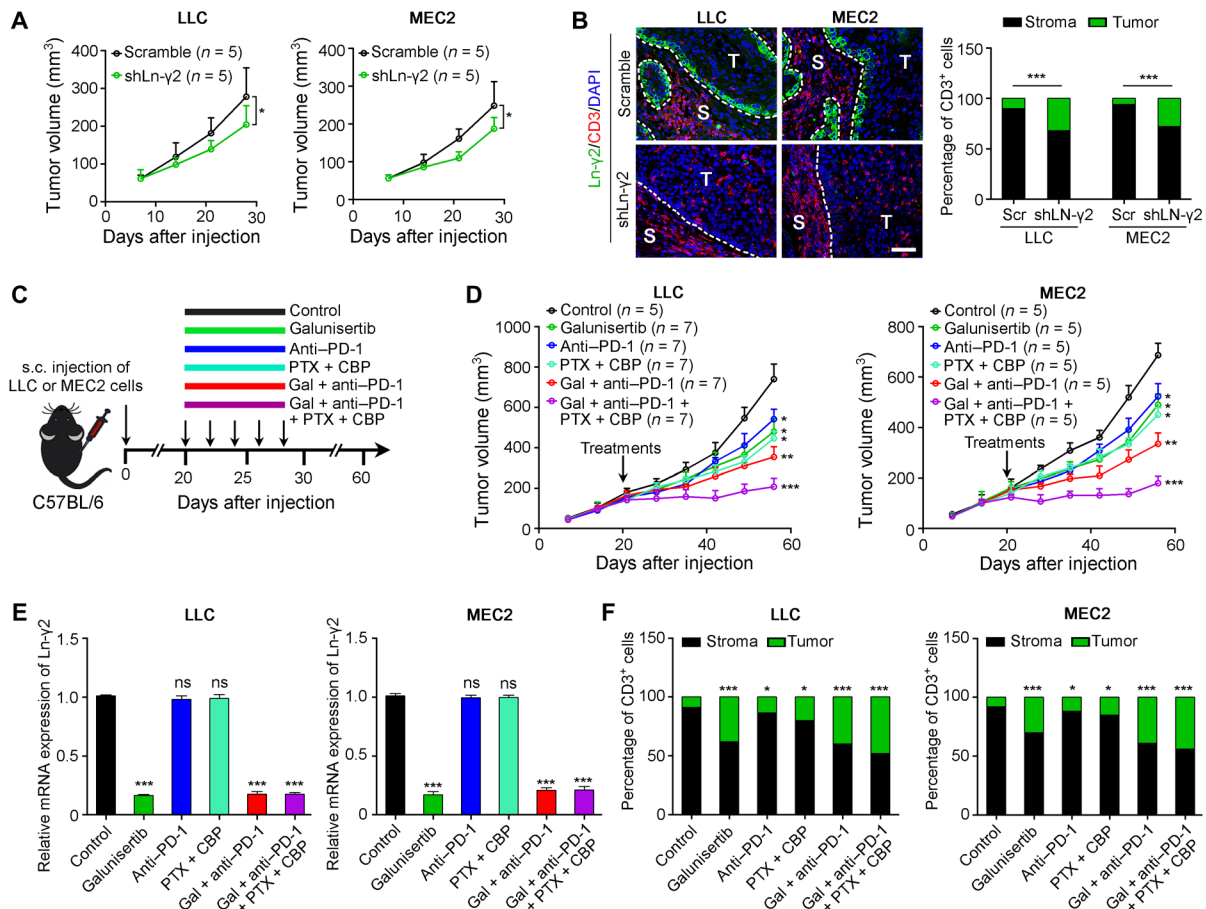 A
LLC
Tumor volume (mm³)
400
300
200
100
0
Scramble (n = 5)
shLn-γ2 (n = 5)
*
0
10
20
30
Days after injection
MEC2
Tumor volume (mm³)
400
300
200
100
0
Scramble (n = 5)
shLn-γ2 (n = 5)
*
0
10
20
30
Days after injection
B
LLC
MEC2
Ln-γ2/CD3/DAPI
Scramble
shLn-γ2
T
S
S
T
T
S
S
T
Stroma
Tumor
Percentage of CD3⁺ cells
150
100
50
0
***
***
Scr shLN-γ2
Scr shLN-γ2
LLC
MEC2
C
Control
Galunisertib
Anti–PD-1
PTX + CBP
Gal + anti–PD-1
Gal + anti–PD-1
+ PTX + CBP
s.c. injection of
LLC or MEC2 cells
C57BL/6
0
20
25
30
60
Days after injection
D
LLC
Tumor volume (mm³)
1000
800
600
400
200
0
Control (n = 5)
Galunisertib (n = 7)
Anti–PD-1 (n = 7)
PTX + CBP (n = 7)
Gal + anti–PD-1 (n = 7)
Gal + anti–PD-1 +
PTX + CBP (n = 7)
Treatments
*
*
*
**
***
0
20
40
60
Days after injection
MEC2
Tumor volume (mm³)
800
600
400
200
0
Control (n = 5)
Galunisertib (n = 5)
Anti–PD-1 (n = 5)
PTX + CBP (n = 5)
Gal + anti–PD-1 (n = 5)
Gal + anti–PD-1 +
PTX + CBP (n = 5)
Treatments
*
*
*
**
***
0
20
40
60
Days after injection
E
LLC
Relative mRNA expression of Ln-γ2
1.5
1.0
0.5
0
***
ns
ns
***
***
Control
Galunisertib
Anti–PD-1
PTX + CBP
Gal + anti–PD-1
Gal + anti–PD-1
+ PTX + CBP
MEC2
Relative mRNA expression of Ln-γ2
1.5
1.0
0.5
0
***
ns
ns
***
***
Control
Galunisertib
Anti–PD-1
PTX + CBP
Gal + anti–PD-1
Gal + anti–PD-1
+ PTX + CBP
F
LLC
Stroma
Tumor
Percentage of CD3⁺ cells
150
100
50
0
***
*
*
***
***
Control
Galunisertib
Anti–PD-1
PTX + CBP
Gal + anti–PD-1
Gal + anti–PD-1
+ PTX + CBP
MEC2
Stroma
Tumor
Percentage of CD3⁺ cells
150
100
50
0
***
*
*
***
***
Control
Galunisertib
Anti–PD-1
PTX + CBP
Gal + anti–PD-1
Gal + anti–PD-1
+ PTX + CBP